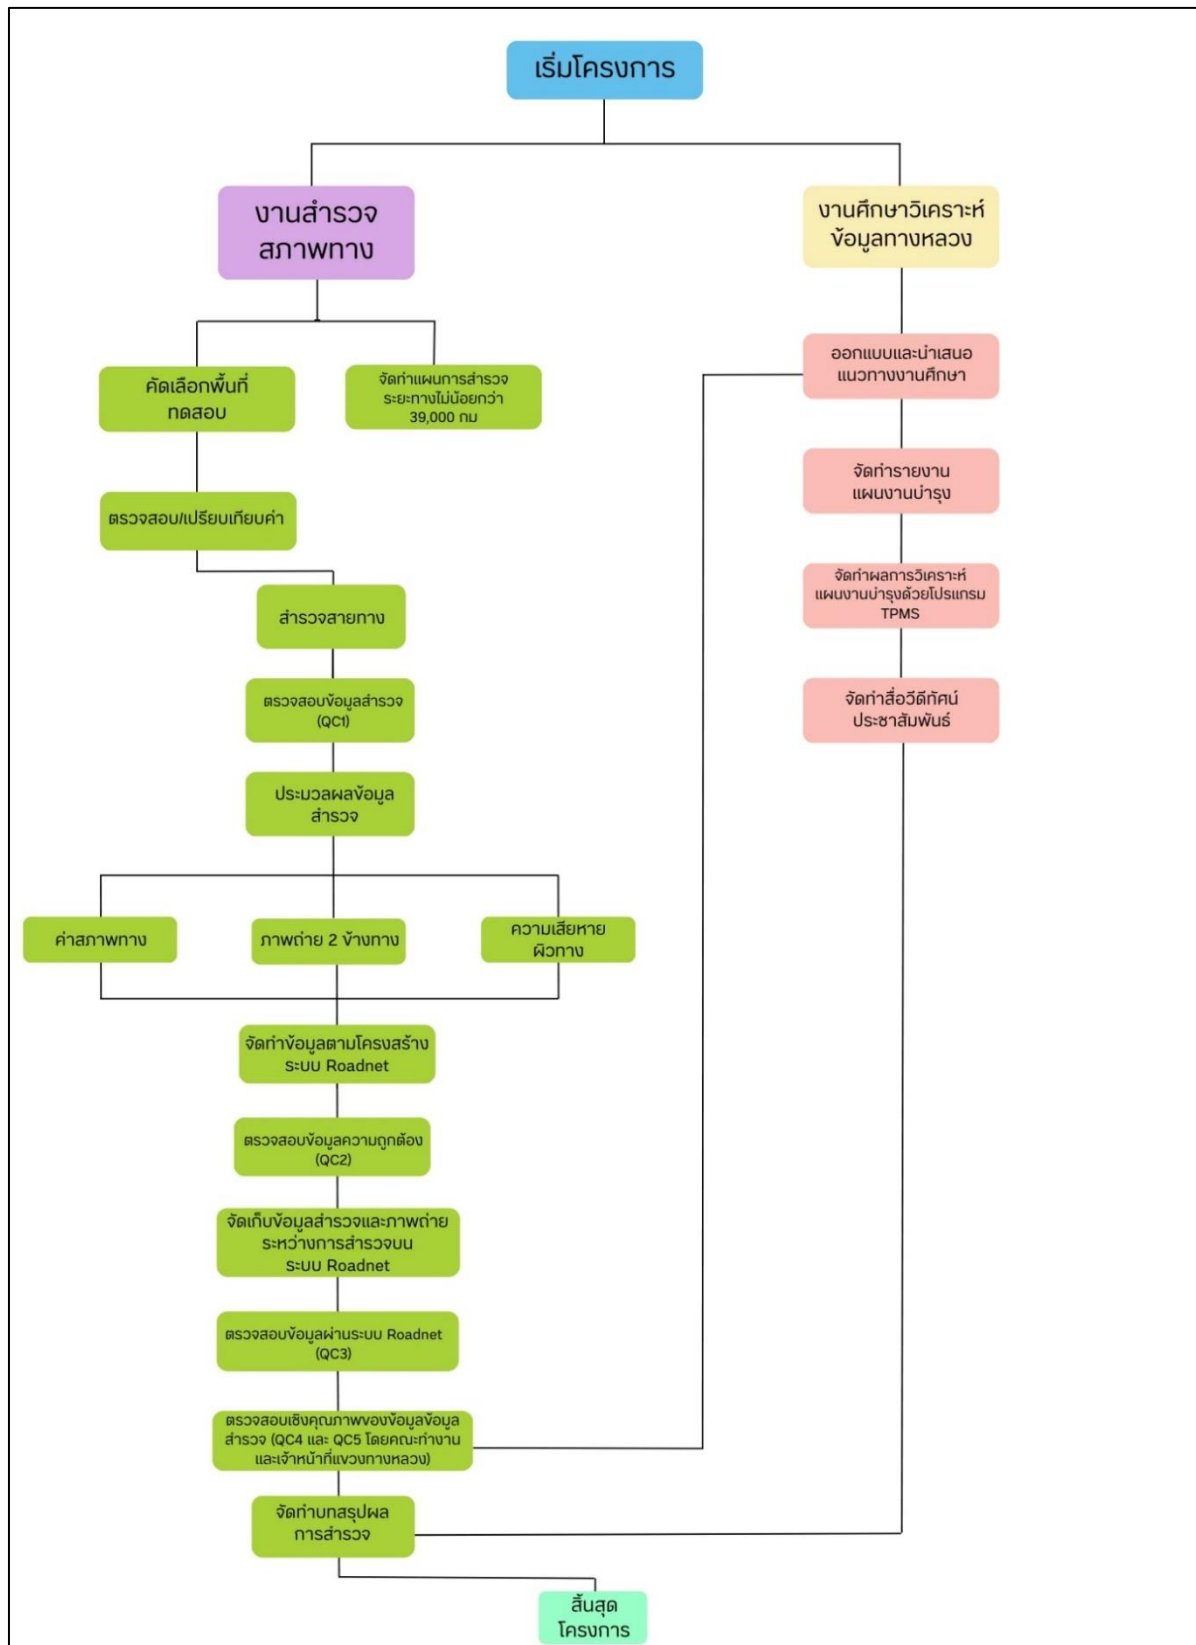 เริ่มโครงการ
งานสำรวจ
สภาพทาง
งานศึกษาวิเคราะห์
ข้อมูลทางหลวง
คัดเลือกพื้นที่
ทดสอบ
จัดทำแผนการสำรวจ
ระยะทางไม่น้อยกว่า
39,000 กม
ออกแบบและนำเสนอ
แนวทางงานศึกษา
จัดทำรายงาน
แผนงานบำรุง
ตรวจสอบ/เปรียบเทียบค่า
จัดทำผลการวิเคราะห์
แผนงานบำรุงด้วยโปรแกรม
TPMS
สำรวจสายทาง
ตรวจสอบข้อมูลสำรวจ
(QC1)
จัดทำสื่อวีดีทัศน์
ประชาสัมพันธ์
ประมวลผลข้อมูล
สำรวจ
ค่าสภาพทาง
ภาพถ่าย 2 ข้างทาง
ความเสียหาย
ผิวทาง
จัดทำข้อมูลตามโครงสร้าง
ระบบ Roadnet
ตรวจสอบข้อมูลความถูกต้อง
(QC2)
จัดเก็บข้อมูลสำรวจและภาพถ่าย
ระหว่างการสำรวจบน
ระบบ Roadnet
ตรวจสอบข้อมูลผ่านระบบ Roadnet
(QC3)
ตรวจสอบเชิงคุณภาพของข้อมูลข้อมูล
สำรวจ (QC4 และ QC5 โดยคณะทำงาน
และเจ้าหน้าที่แขวงทางหลวง)
จัดทำบทสรุปผล
การสำรวจ
สิ้นสุด
โครงการ